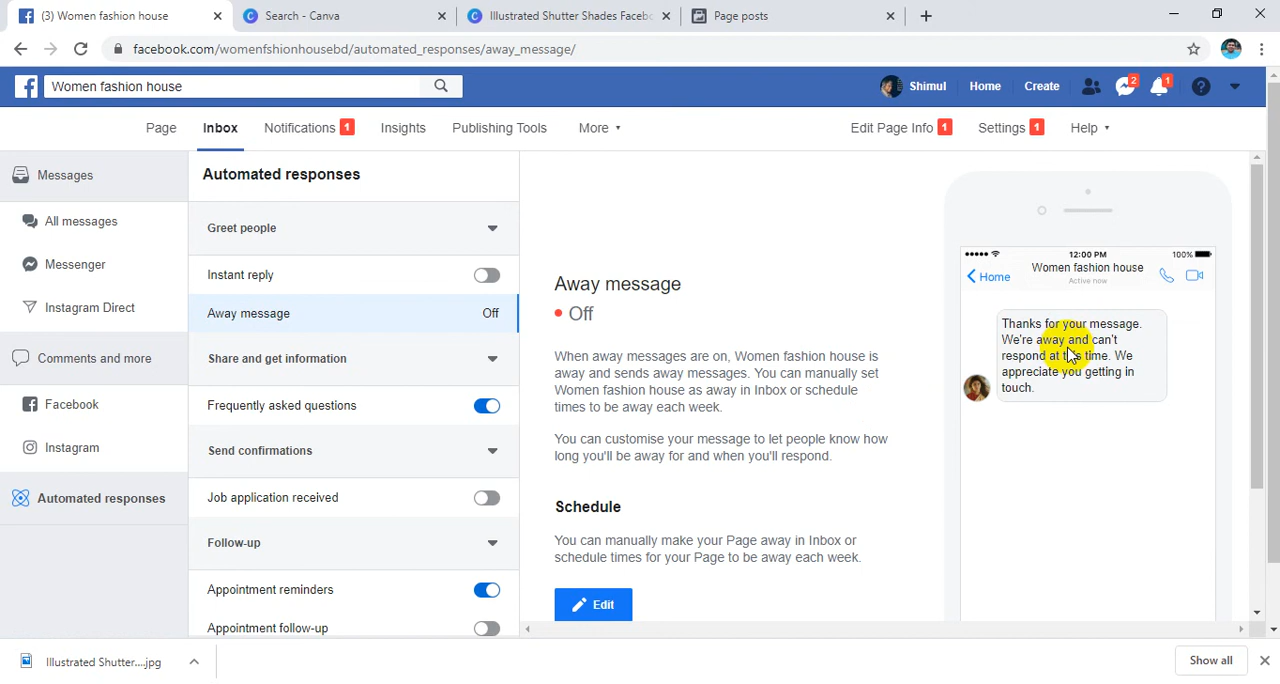 (3) Women fashion house
Search - Canva
Illustrated Shutter Shades Facebo
Page posts
facebook.com/womenfshionhousebd/automated_responses/away_message/
Women fashion house
Shimul
Home
Create
2
1
Page
Inbox
Notifications 1
Insights
Publishing Tools
More
Edit Page Info 1
Settings 1
Help
Messages
All messages
Messenger
Instagram Direct
Comments and more
Facebook
Instagram
Automated responses
Automated responses
Greet people
Instant reply
Away message Off
Share and get information
Frequently asked questions
Send confirmations
Job application received
Follow-up
Appointment reminders
Appointment follow-up
Away message
Off
When away messages are on, Women fashion house is
away and sends away messages. You can manually set
Women fashion house as away in Inbox or schedule
times to be away each week.
You can customise your message to let people know how
long you'll be away for and when you'll respond.
Schedule
You can manually make your Page away in Inbox or
schedule times for your Page to be away each week.
Edit
12:00 PM
100%
Home
Women fashion house
Active now
Thanks for your message.
We're away and can't
respond at this time. We
appreciate you getting in
touch.
Illustrated Shutter....jpg
Show all